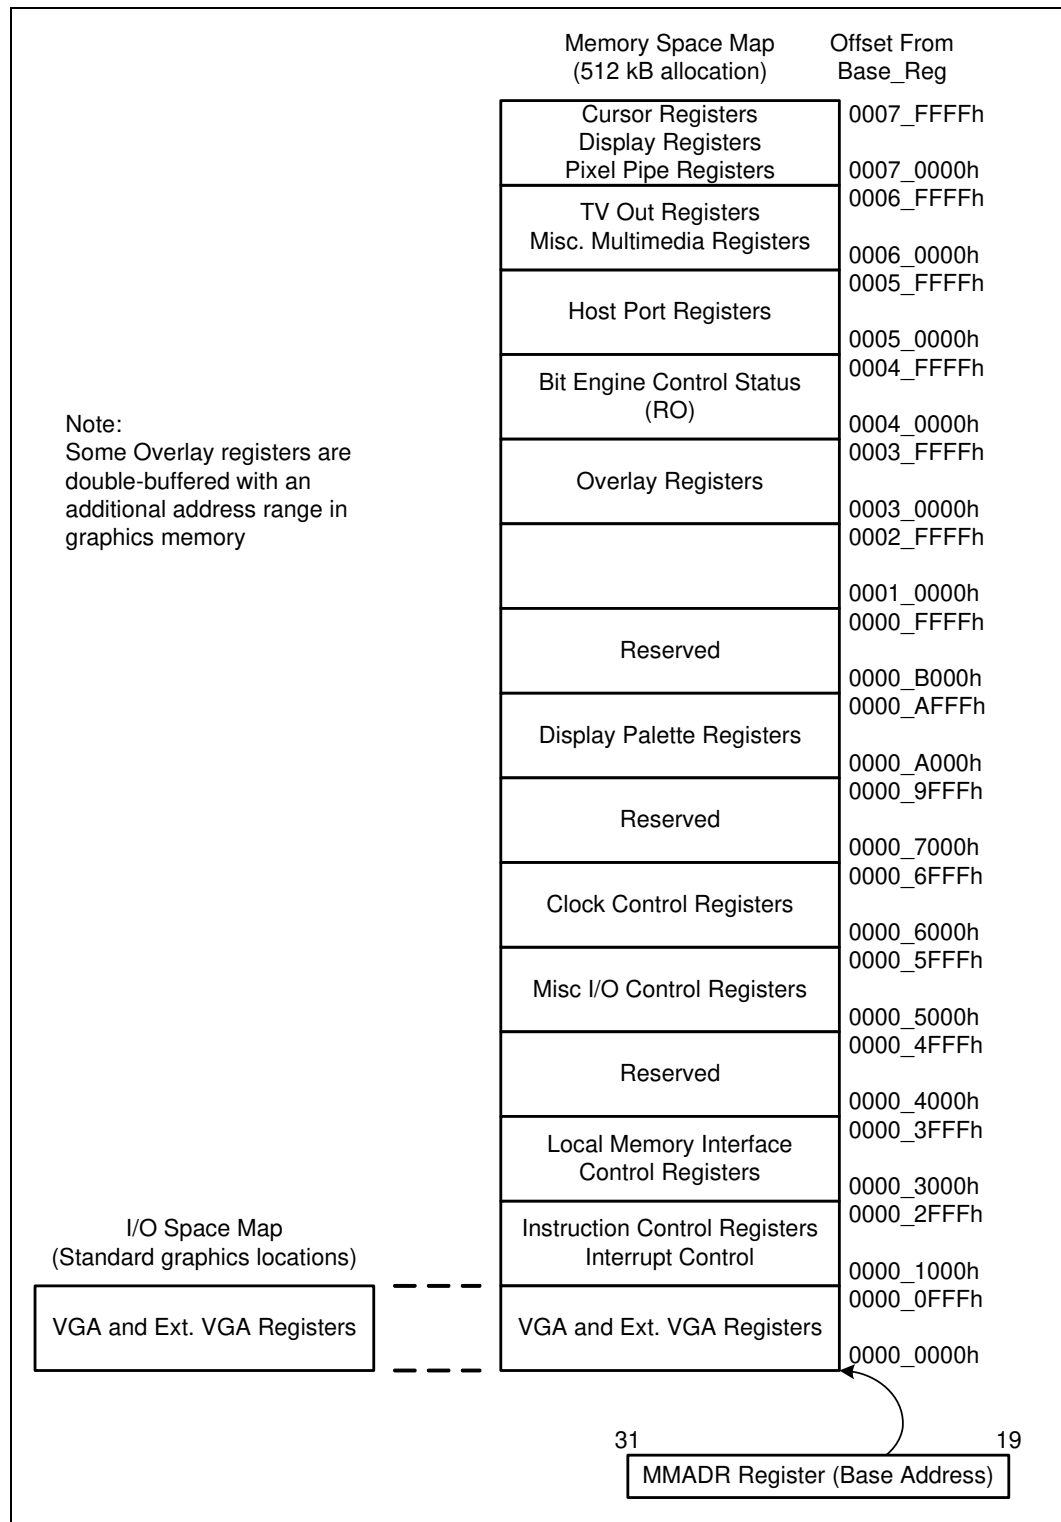 Memory Space Map
(512 kB allocation)
Offset From
Base_Reg
Cursor Registers
Display Registers
Pixel Pipe Registers
0007_FFFFh
0007_0000h
TV Out Registers
Misc. Multimedia Registers
0006_FFFFh
0006_0000h
Host Port Registers
0005_FFFFh
0005_0000h
Bit Engine Control Status
(RO)
0004_FFFFh
0004_0000h
Note:
Some Overlay registers are
double-buffered with an
additional address range in
graphics memory
Overlay Registers
0003_FFFFh
0003_0000h
0002_FFFFh
0001_0000h
Reserved
0000_FFFFh
0000_B000h
Display Palette Registers
0000_AFFFh
0000_A000h
Reserved
0000_9FFFh
0000_7000h
Clock Control Registers
0000_6FFFh
0000_6000h
Misc I/O Control Registers
0000_5FFFh
0000_5000h
Reserved
0000_4FFFh
0000_4000h
Local Memory Interface
Control Registers
0000_3FFFh
0000_3000h
Instruction Control Registers
Interrupt Control
0000_2FFFh
0000_1000h
I/O Space Map
(Standard graphics locations)
VGA and Ext. VGA Registers
VGA and Ext. VGA Registers
0000_0FFFh
0000_0000h
31
19
MMADR Register (Base Address)